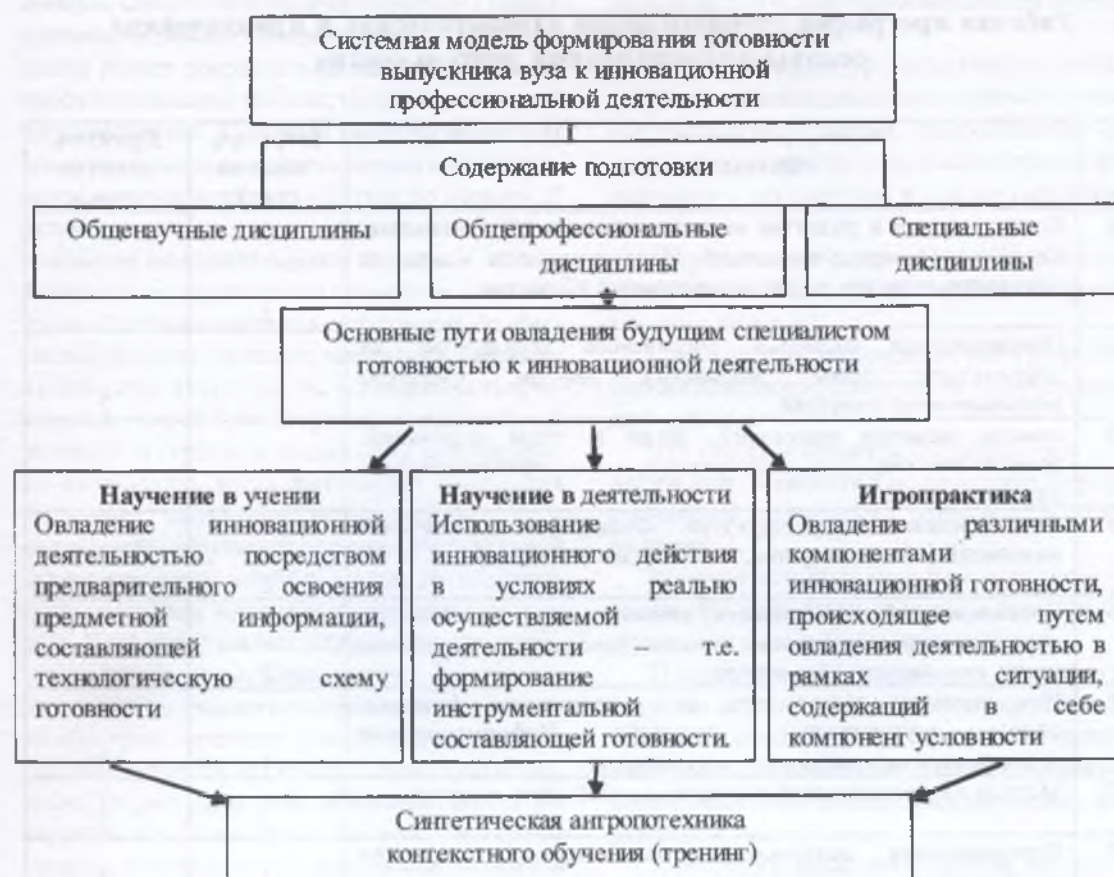 Системная модель формирования готовности
выпускника вуза к инновационной
профессиональной деятельности
Содержание подготовки
Общенаучные дисциплины
Общепрофессиональные
дисциплины
Специальные
дисциплины
Основные пути овладения будущим специалистом
готовностью к инновационной деятельности
Научение в учении
Овладение инновационной
деятельностью посредством
предварительного освоения
предметной информации,
составляющей
технологическую схему
готовности
Научение в деятельности
Использование
инновационного действия
в условиях реально
осуществляемой
деятельности – т.е.
формирование
инструментальной
составляющей готовности.
Игропрактика
Овладение различными
компонентами
инновационной готовности,
происходящее путем
овладения деятельностью в
рамках ситуации,
содержащий в себе
компонент условности
Синтетическая антропотехника
контекстного обучения (тренинг)